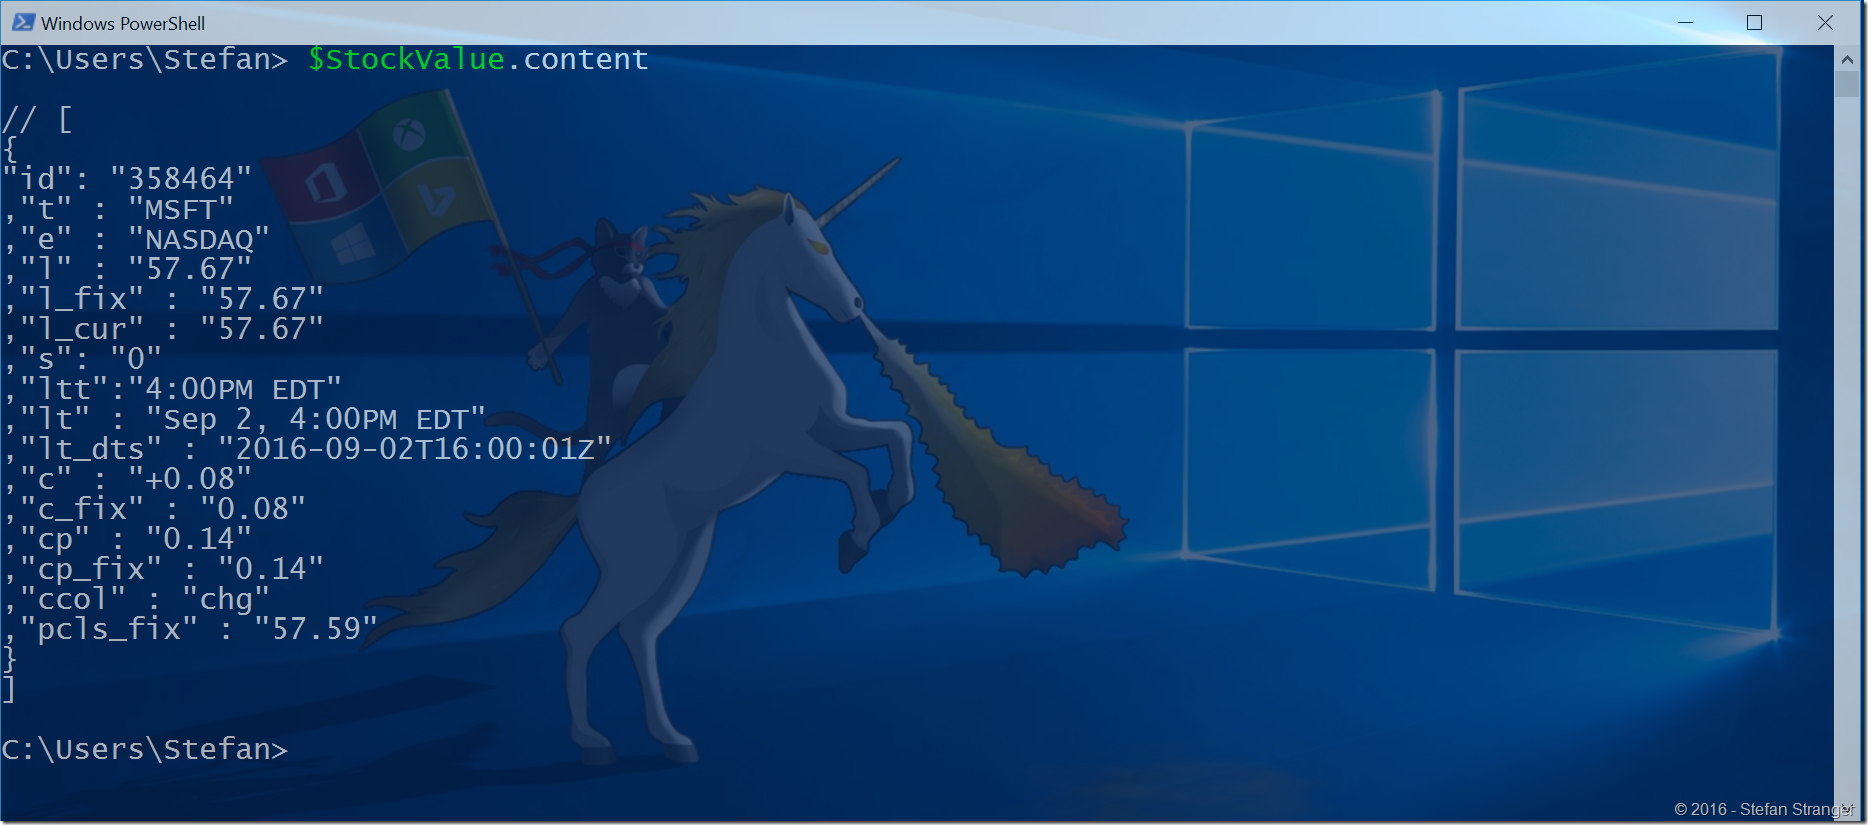 Windows PowerShell
C:\Users\Stefan> $StockValue.content
// [
{
"id": "358464"
,"t" : "MSFT"
,"e" : "NASDAQ"
,"l" : "57.67"
,"l_fix" : "57.67"
,"l_cur" : "57.67"
,"s": "0"
,"ltt":"4:00PM EDT"
,"lt" : "Sep 2, 4:00PM EDT"
,"lt_dts" : "2016-09-02T16:00:01Z"
,"c" : "+0.08"
,"c_fix" : "0.08"
,"cp" : "0.14"
,"cp_fix" : "0.14"
,"ccol" : "chg"
,"pcls_fix" : "57.59"
}
]
C:\Users\Stefan>
© 2016 - Stefan Stranger